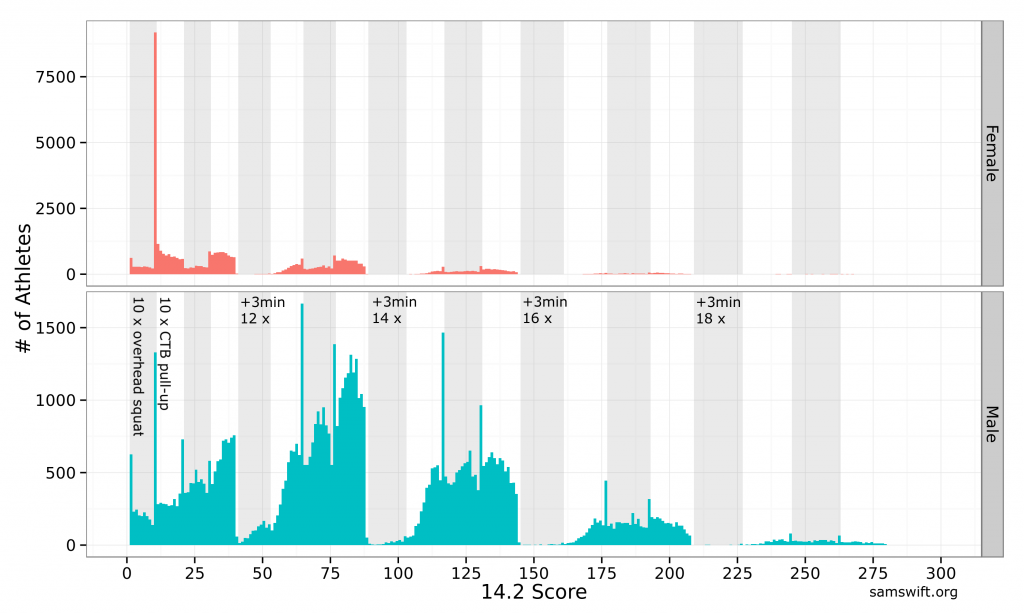 # of Athletes
7500
5000
2500
0
Female
1500
1000
500
0
10 x overhead squat
10 x CTB pull-up
+3min
12 x
+3min
14 x
+3min
16 x
+3min
18 x
Male
0 25 50 75 100 125 150 175 200 225 250 275 300
14.2 Score
samswift.org